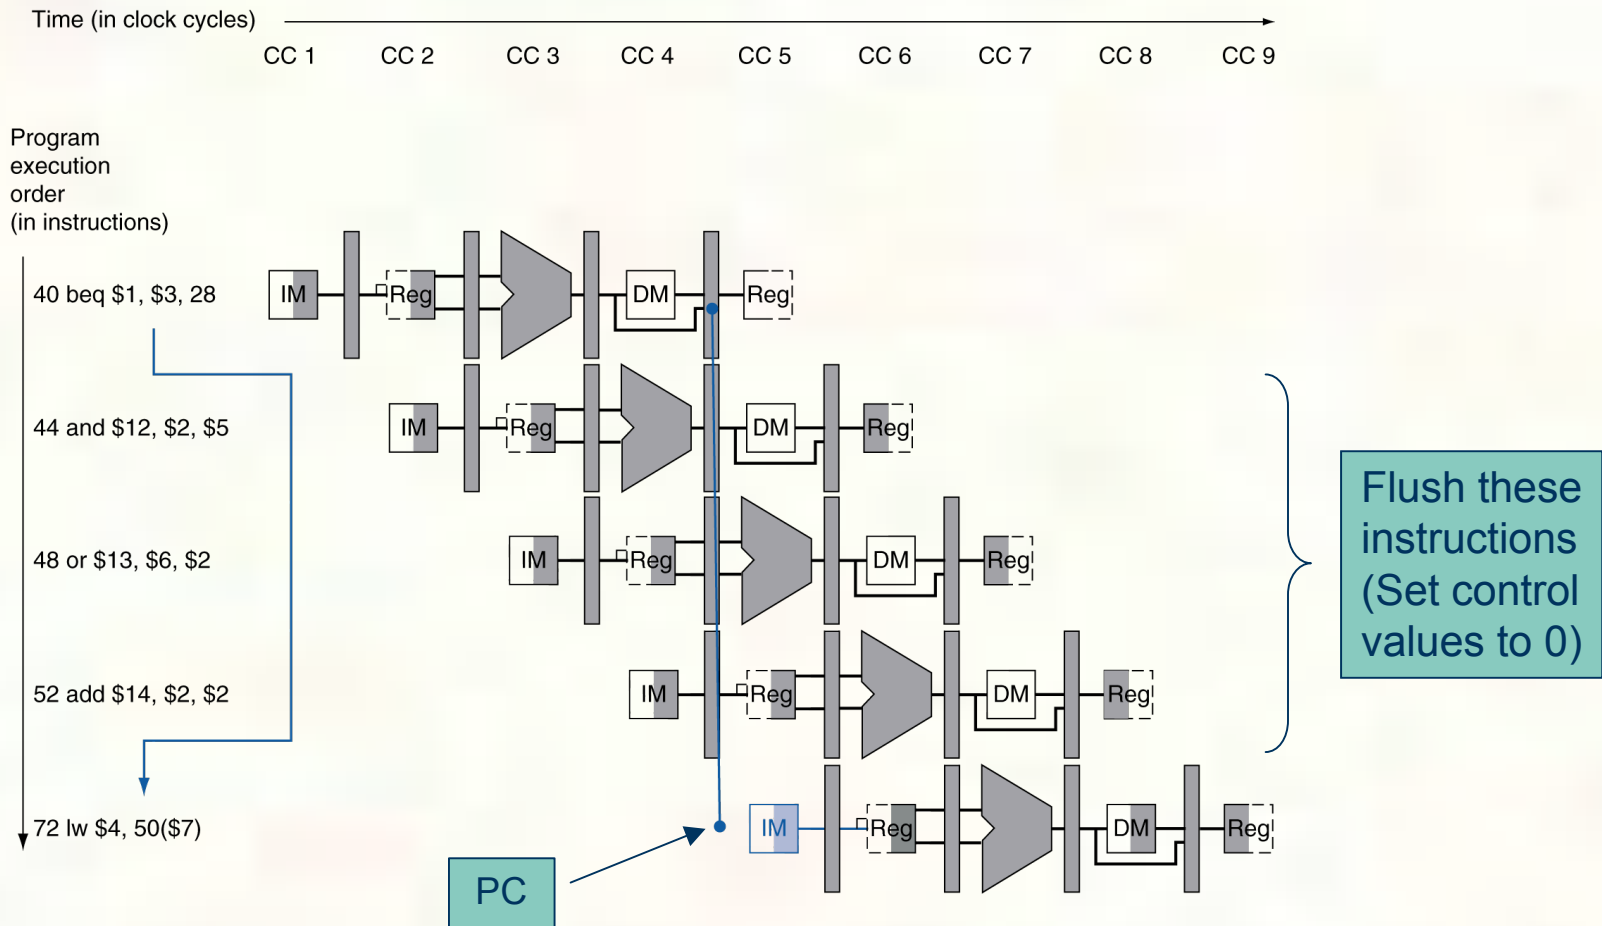 Time (in clock cycles)
CC 1 CC 2 CC 3 CC 4 CC 5 CC 6 CC 7 CC 8 CC 9
Program
execution
order
(in instructions)
40 beq $1, $3, 28
IM Reg DM Reg
44 and $12, $2, $5
IM Reg DM Reg
48 or $13, $6, $2
IM Reg DM Reg
52 add $14, $2, $2
IM Reg DM Reg
72 lw $4, 50($7)
IM Reg DM Reg
Flush these
instructions
(Set control
values to 0)
PC